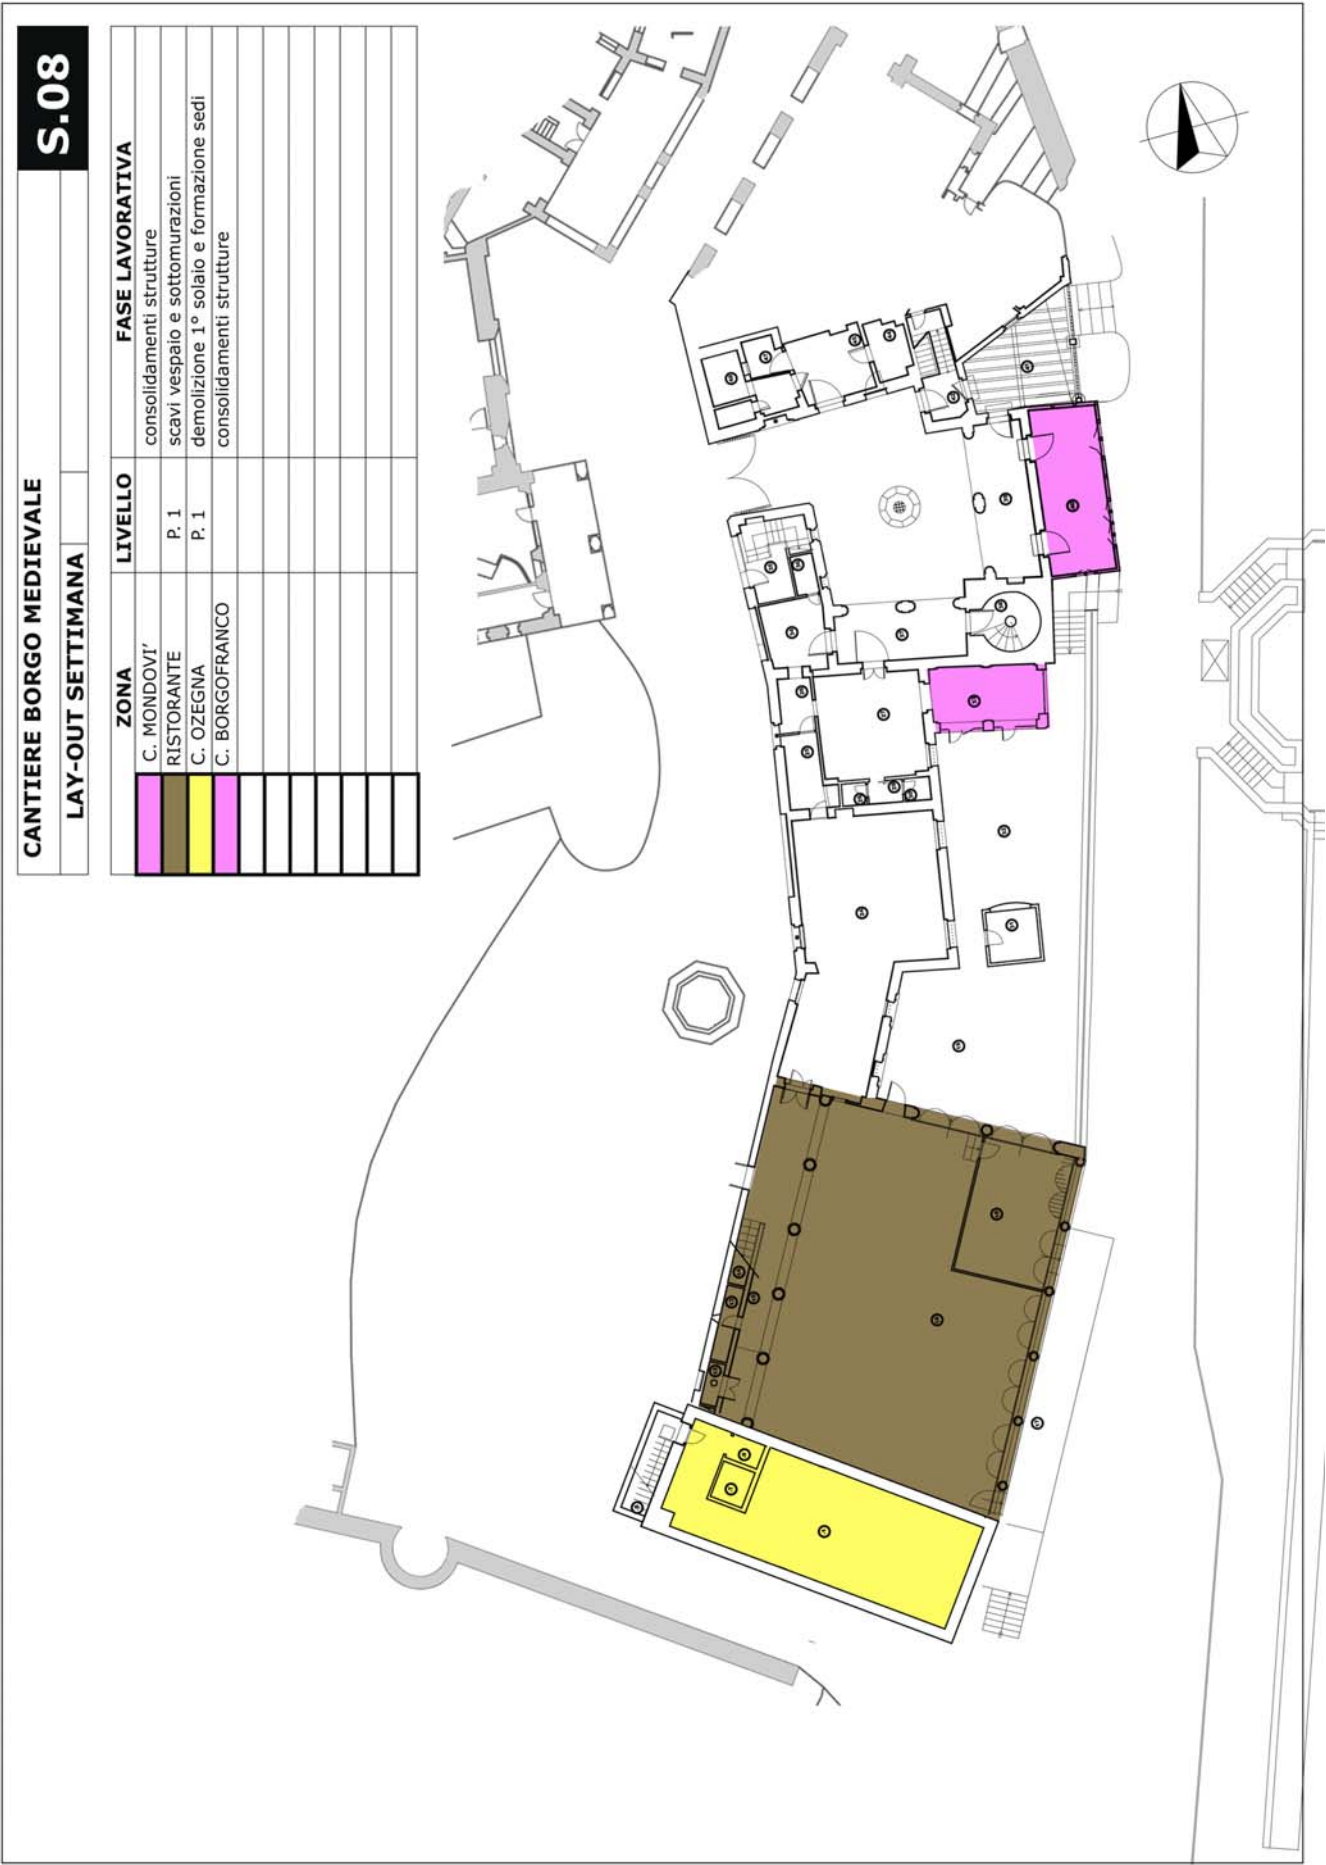 CANTIERE BORGO MEDIEVALE
S.08
LAY-OUT SETTIMANA
ZONA LIVELLO FASE LAVORATIVA
C. MONDOVI' consolidamenti strutture
RISTORANTE P. 1 scavi vespaio e sottomurazioni
C. OZEGNA P. 1 demolizione 1° solaio e formazione sedi
C. BORGOFRANCO consolidamenti strutture